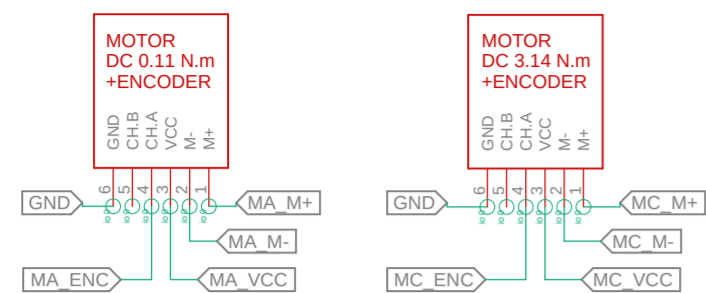 MOTOR
DC 0.11 N.m
+ENCODER
GND
CH.B
CH.A
VCC
M-
M+
6
5
4
3
2
1
GND
MA_M+
MA_M-
MA_ENC
MA_VCC
MOTOR
DC 3.14 N.m
+ENCODER
GND
CH.B
CH.A
VCC
M-
M+
6
5
4
3
2
1
GND
MC_M+
MC_M-
MC_ENC
MC_VCC